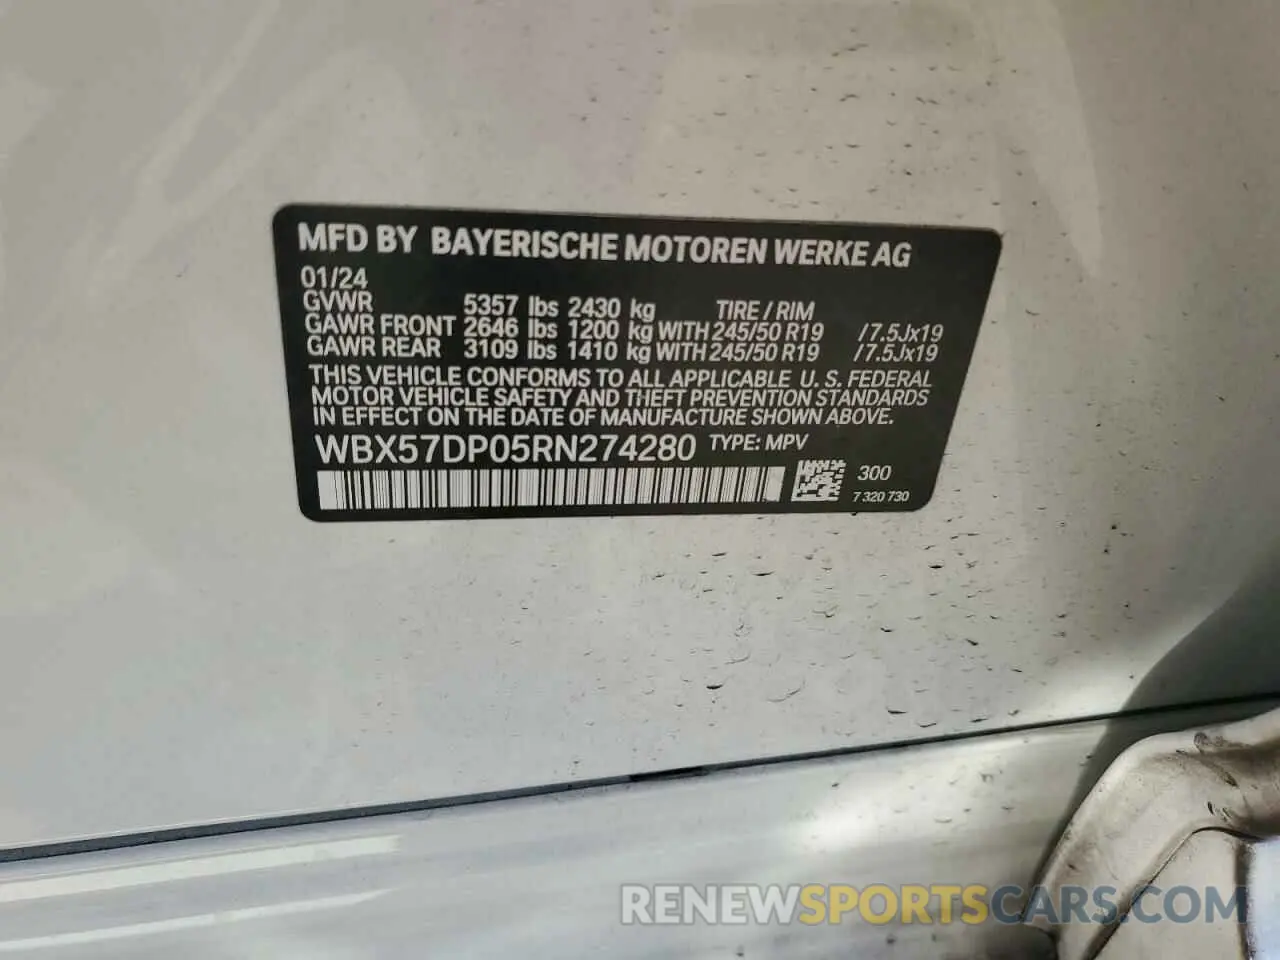 MFD BY BAYERISCHE MOTOREN WERKE AG
01/24
GVWR 5357 lbs 2430 kg TIRE / RIM
GAWR FRONT 2646 lbs 1200 kg WITH 245/50 R19 /7.5Jx19
GAWR REAR 3109 lbs 1410 kg WITH 245/50 R19 /7.5Jx19
THIS VEHICLE CONFORMS TO ALL APPLICABLE U. S. FEDERAL
MOTOR VEHICLE SAFETY AND THEFT PREVENTION STANDARDS
IN EFFECT ON THE DATE OF MANUFACTURE SHOWN ABOVE.
WBX57DP05RN274280 TYPE: MPV
300
7 320 730
RENEWSPORTSCARS.COM